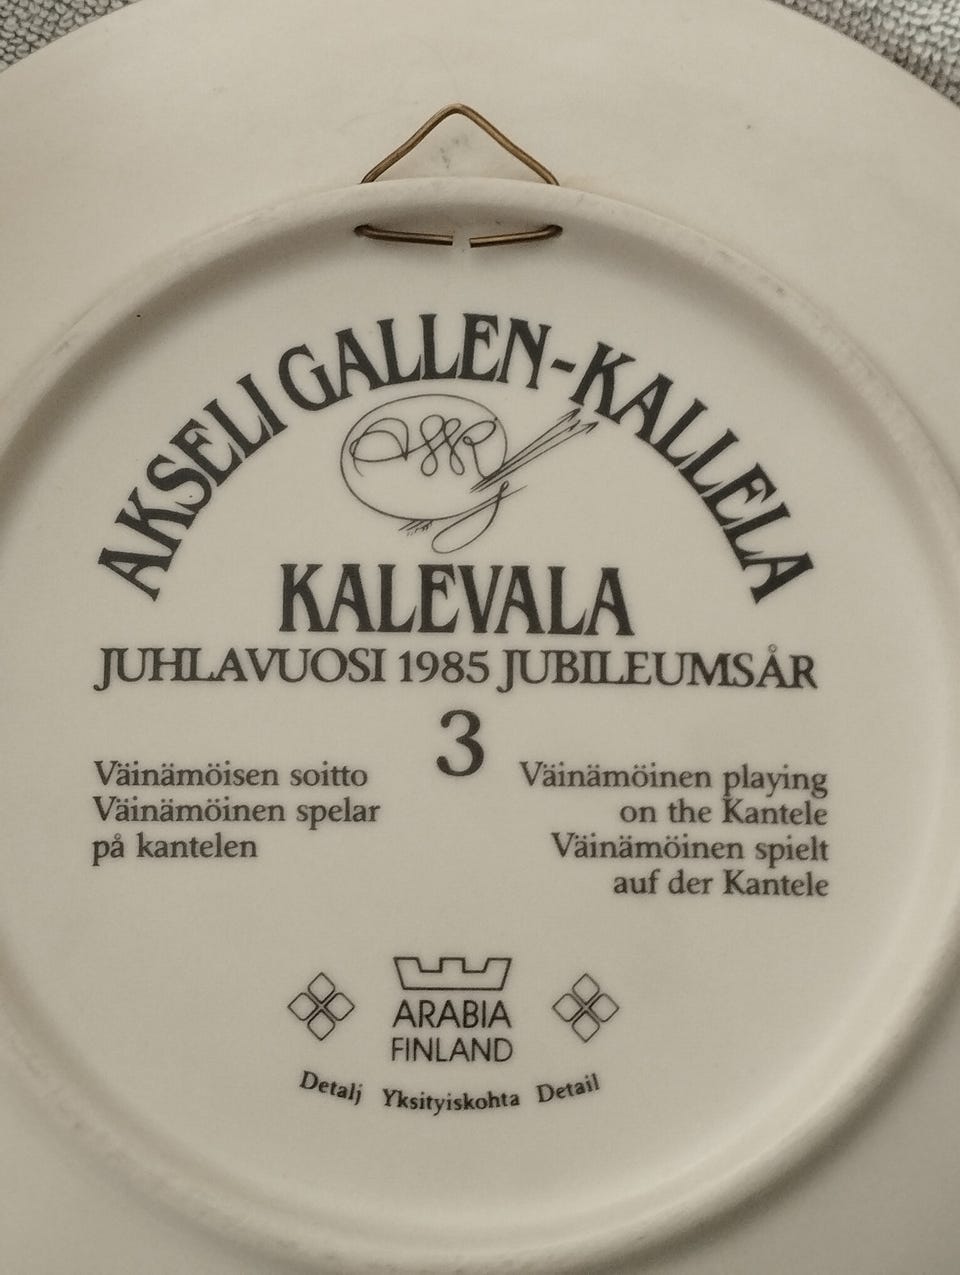 AKSELI GALLEN-KALLELA
KALEVALA
JUHLAVUOSI 1985 JUBILEUMSÅR
3
Väinämöisen soitto
Väinämöinen spelar
på kantelen
Väinämöinen playing
on the Kantele
Väinämöinen spielt
auf der Kantele
ARABIA
FINLAND
Detalj Yksityiskohta Detail